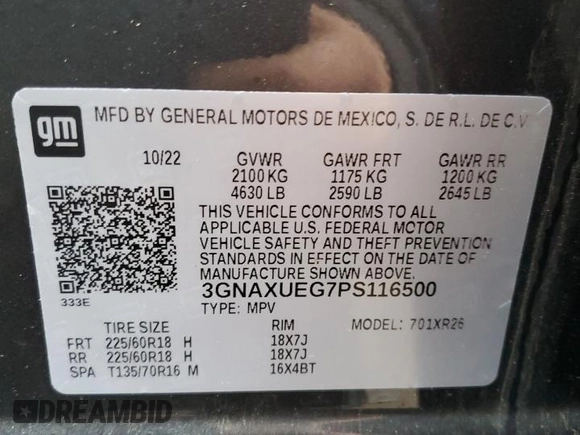 gm
MFD BY GENERAL MOTORS DE MEXICO, S. DE R.L. DE C.V.
10/22 GVWR GAWR FRT GAWR RR
2100 KG 1175 KG 1200 KG
4630 LB 2590 LB 2645 LB
THIS VEHICLE CONFORMS TO ALL
APPLICABLE U.S. FEDERAL MOTOR
VEHICLE SAFETY AND THEFT PREVENTION
STANDARDS IN EFFECT ON THE DATE OF
MANUFACTURE SHOWN ABOVE.
333E
3GNAXUEG7PS116500
TYPE: MPV
TIRE SIZE RIM MODEL: 701XR26
FRT 225/60R18 H 18X7J
RR 225/60R18 H 18X7J
SPA T135/70R16 M 16X4BT
DREAMBID